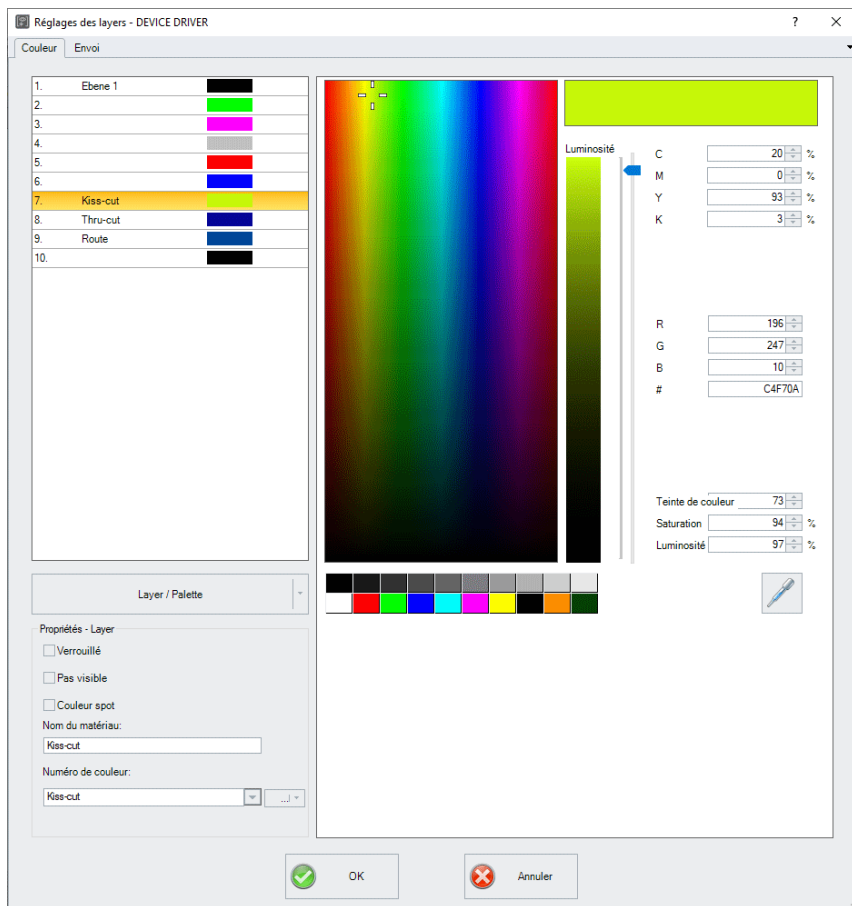 Réglages des layers - DEVICE DRIVER
?
Couleur Envoi
1. Ebene 1
2.
3.
4.
5.
6.
7. Kiss-cut
8. Thru-cut
9. Route
10.
Luminosité
C 20 %
M 0 %
Y 93 %
K 3 %
R 196
G 247
B 10
# C4F70A
Teinte de couleur 73
Saturation 94 %
Luminosité 97 %
Layer / Palette
Propriétés - Layer
Verrouillé
Pas visible
Couleur spot
Nom du matériau:
Kiss-cut
Numéro de couleur:
Kiss-cut
...
OK
Annuler